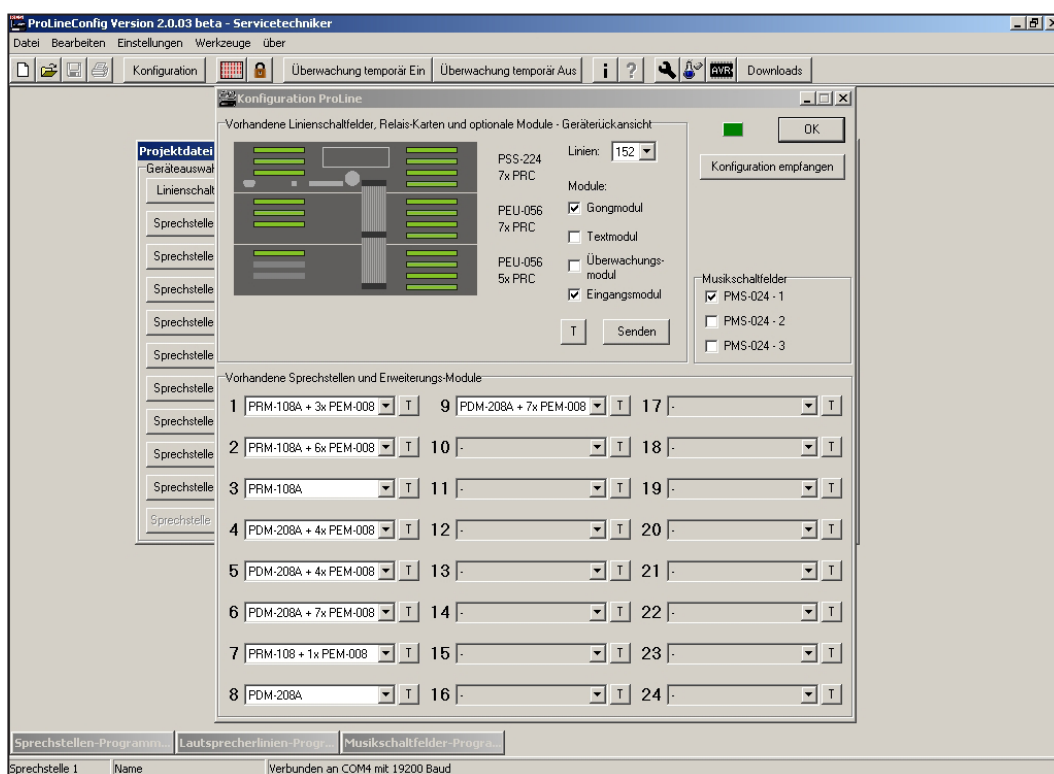 ProLineConfig Version 2.0.03 beta - Servicetechniker
Datei Bearbeiten Einstellungen Werkzeuge über
Konfiguration Überwachung temporär Ein Überwachung temporär Aus i ? AVR Downloads
Konfiguration ProLine
Vorhandene Linienschaltfelder, Relais-Karten und optionale Module - Geräterückansicht
OK
Konfiguration empfangen
PSS-224
7x PRC
PEU-056
7x PRC
PEU-056
5x PRC
Linien: 152
Module:
Gongmodul
Textmodul
Überwachungs-
modul
Eingangsmodul
T Senden
Musikschaltfelder
PMS-024 - 1
PMS-024 - 2
PMS-024 - 3
Projektdatei
Geräteauswah
Linienschalt
Sprechstelle
Sprechstelle
Sprechstelle
Sprechstelle
Sprechstelle
Sprechstelle
Sprechstelle
Sprechstelle
Sprechstelle
Sprechstelle
Vorhandene Sprechstellen und Erweiterungs-Module
1 PRM-108A + 3x PEM-008 T 9 PDM-208A + 7x PEM-008 T 17 - T
2 PRM-108A + 6x PEM-008 T 10 - T 18 - T
3 PRM-108A T 11 - T 19 - T
4 PDM-208A + 4x PEM-008 T 12 - T 20 - T
5 PDM-208A + 4x PEM-008 T 13 - T 21 - T
6 PDM-208A + 7x PEM-008 T 14 - T 22 - T
7 PRM-108 + 1x PEM-008 T 15 - T 23 - T
8 PDM-208A T 16 - T 24 - T
Sprechstellen-Programm... Lautsprecherlinien-Progr... Musikschaltfelder-Progra...
Sprechstelle 1 Name Verbunden an COM4 mit 19200 Baud